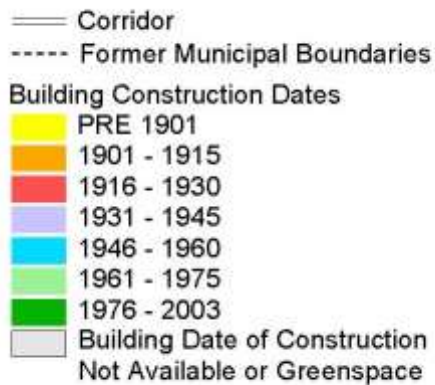 Corridor
Former Municipal Boundaries
Building Construction Dates
PRE 1901
1901 - 1915
1916 - 1930
1931 - 1945
1946 - 1960
1961 - 1975
1976 - 2003
Building Date of Construction
Not Available or Greenspace